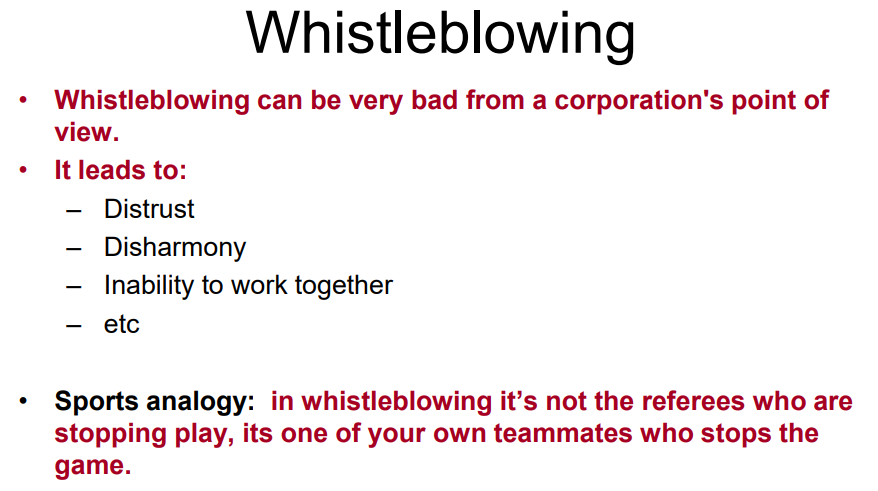 Whistleblowing
• Whistleblowing can be very bad from a corporation's point of
view.
• It leads to:
– Distrust
– Disharmony
– Inability to work together
– etc
• Sports analogy:  in whistleblowing it’s not the referees who are
stopping play, its one of your own teammates who stops the
game.